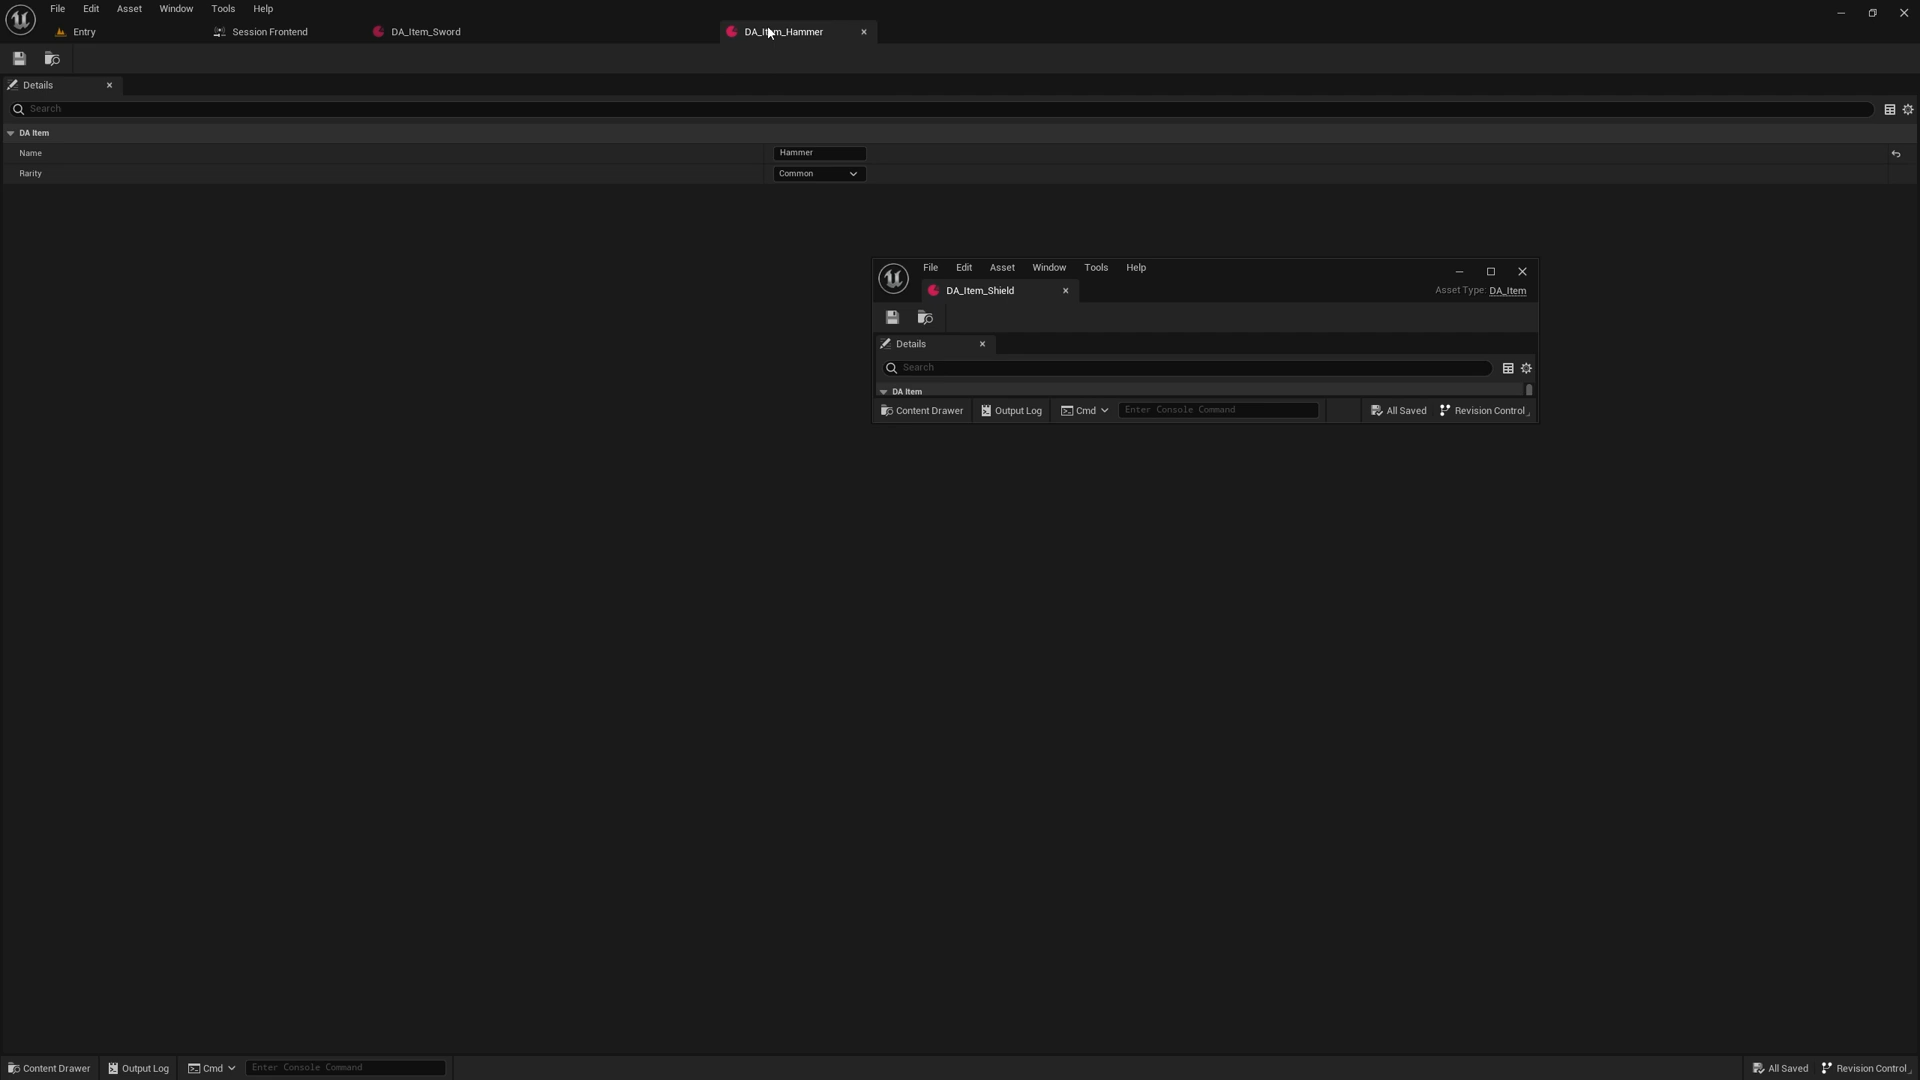 File Edit Asset Window Tools Help
Entry Session Frontend DA_Item_Sword DA_Item_Hammer
Details
Search
DA Item
Name Hammer
Rarity Common
File Edit Asset Window Tools Help
DA_Item_Shield Asset Type: DA_Item
Details
Search
DA Item
Content Drawer Output Log Cmd Enter Console Command All Saved Revision Control
Content Drawer Output Log Cmd Enter Console Command All Saved Revision Control